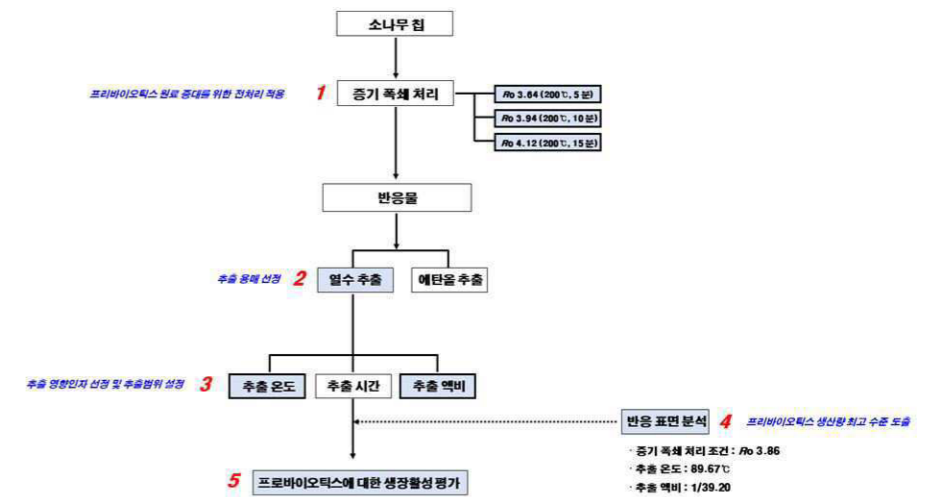 소나무 칩
프리바이오틱스 원료 증대를 위한 전처리 적용
1
증기 폭쇄 처리
Ro 3.64 (200℃, 5 분)
Ro 3.94 (200℃, 10 분)
Ro 4.12 (200℃, 15 분)
반응물
추출 용매 선정
2
열수 추출
에탄올 추출
추출 영향인자 선정 및 추출범위 설정
3
추출 온도
추출 시간
추출 액비
반응 표면 분석
4
프리바이오틱스 생산량 최고 수준 도출
· 증기 폭쇄 처리 조건 : Ro 3.86
· 추출 온도 : 89.67℃
· 추출 액비 : 1/39.20
5
프로바이오틱스에 대한 생장활성 평가